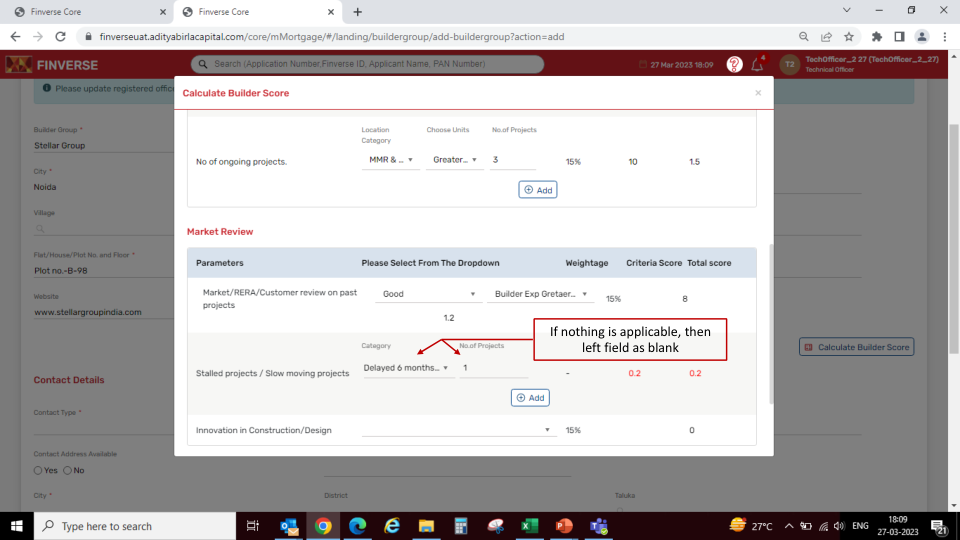 Finverse Core
Finverse Core
finverseuat.adityabirlacapital.com/core/mMortgage/#/landing/buildergroup/add-buildergroup?action=add
FINVERSE
Search (Application Number,Finverse ID, Applicant Name, PAN Number)
27 Mar 2023 18:09
T2
TechOfficer_2 27 (TechOfficer_2_27)
Technical Officer
Please update registered office
Calculate Builder Score
Builder Group *
Stellar Group
City *
Noida
Village
Flat/House/Plot No. and Floor *
Plot no.-B-98
Website
www.stellargroupindia.com
Contact Details
Contact Type *
Contact Address Available
Yes No
City *
District
Taluka
Location Category
Choose Units
No.of Projects
No of ongoing projects.
MMR & ...
Greater...
3
15%
10
1.5
Add
Market Review
Parameters
Please Select From The Dropdown
Weightage
Criteria Score
Total score
Market/RERA/Customer review on past
projects
Good
Builder Exp Gretaer...
15%
8
1.2
If nothing is applicable, then
left field as blank
Category
No.of Projects
Stalled projects / Slow moving projects
Delayed 6 months...
1
-
0.2
0.2
Add
Innovation in Construction/Design
15%
0
Calculate Builder Score
Type here to search
27°C
ENG
18:09
27-03-2023
21